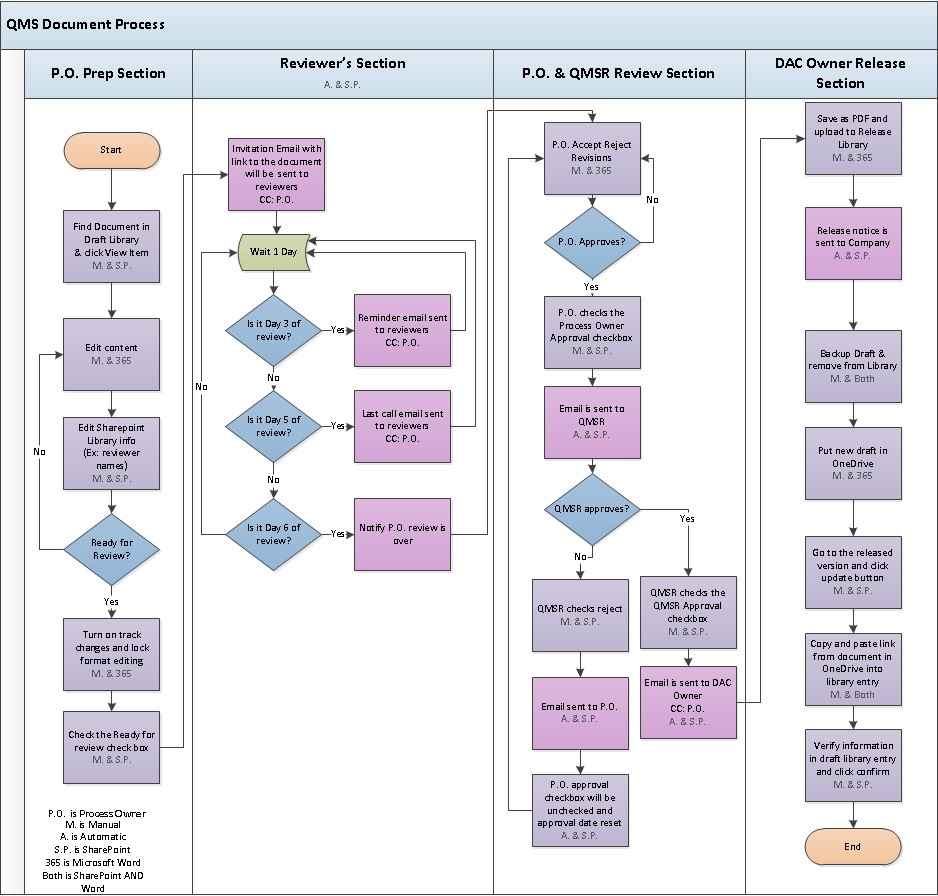 QMS Document Process
P.O. Prep Section
Start
Find Document in
Draft Library
& click View Item
M. & S.P.
Edit content
M. & 365
Edit Sharepoint
Library info
(Ex: reviewer
names)
M. & S.P.
No
Ready for
Review?
Yes
Turn on track
changes and lock
format editing
M. & 365
Check the Ready for
review check box
M. & S.P.
P.O. is Process Owner
M. is Manual
A. is Automatic
S.P. is SharePoint
365 is Microsoft Word
Both is SharePoint AND
Word
Reviewer's Section
A. & S.P.
Invitation Email with
link to the document
will be sent to
reviewers
CC: P.O.
Wait 1 Day
Is it Day 3 of
review?
Yes
Reminder email sent
to reviewers
CC: P.O.
No
No
Is it Day 5 of
review?
Yes
Last call email sent
to reviewers
CC: P.O.
No
Is it Day 6 of
review?
Yes
Notify P.O. review is
over
P.O. & QMSR Review Section
P.O. Accept Reject
Revisions
M. & 365
No
P.O. Approves?
Yes
P.O. checks the
Process Owner
Approval checkbox
M. & S.P.
Email is sent to
QMSR
A. & S.P.
QMSR approves?
Yes
No
QMSR checks reject
M. & S.P.
QMSR checks the
QMSR Approval
checkbox
M. & S.P.
Email sent to P.O.
A. & S.P.
Email is sent to DAC
Owner
CC: P.O.
A. & S.P.
P.O. approval
checkbox will be
unchecked and
approval date reset
A. & S.P.
DAC Owner Release
Section
Save as PDF and
upload to Release
Library
M. & 365
Release notice is
sent to Company
A. & S.P.
Backup Draft &
remove from Library
M. & Both
Put new draft in
OneDrive
M. & 365
Go to the released
version and click
update button
M. & S.P.
Copy and paste link
from document in
OneDrive into
library entry
M. & Both
Verify information
in draft library entry
and click confirm
M. & S.P.
End